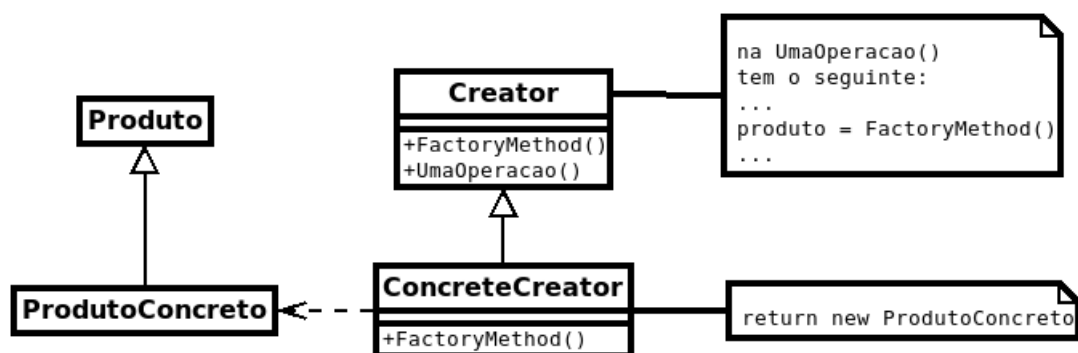 Produto
ProdutoConcreto
Creator
+FactoryMethod()
+UmaOperacao()
ConcreteCreator
+FactoryMethod()
na UmaOperacao()
tem o seguinte:
...
produto = FactoryMethod()
...
return new ProdutoConcreto